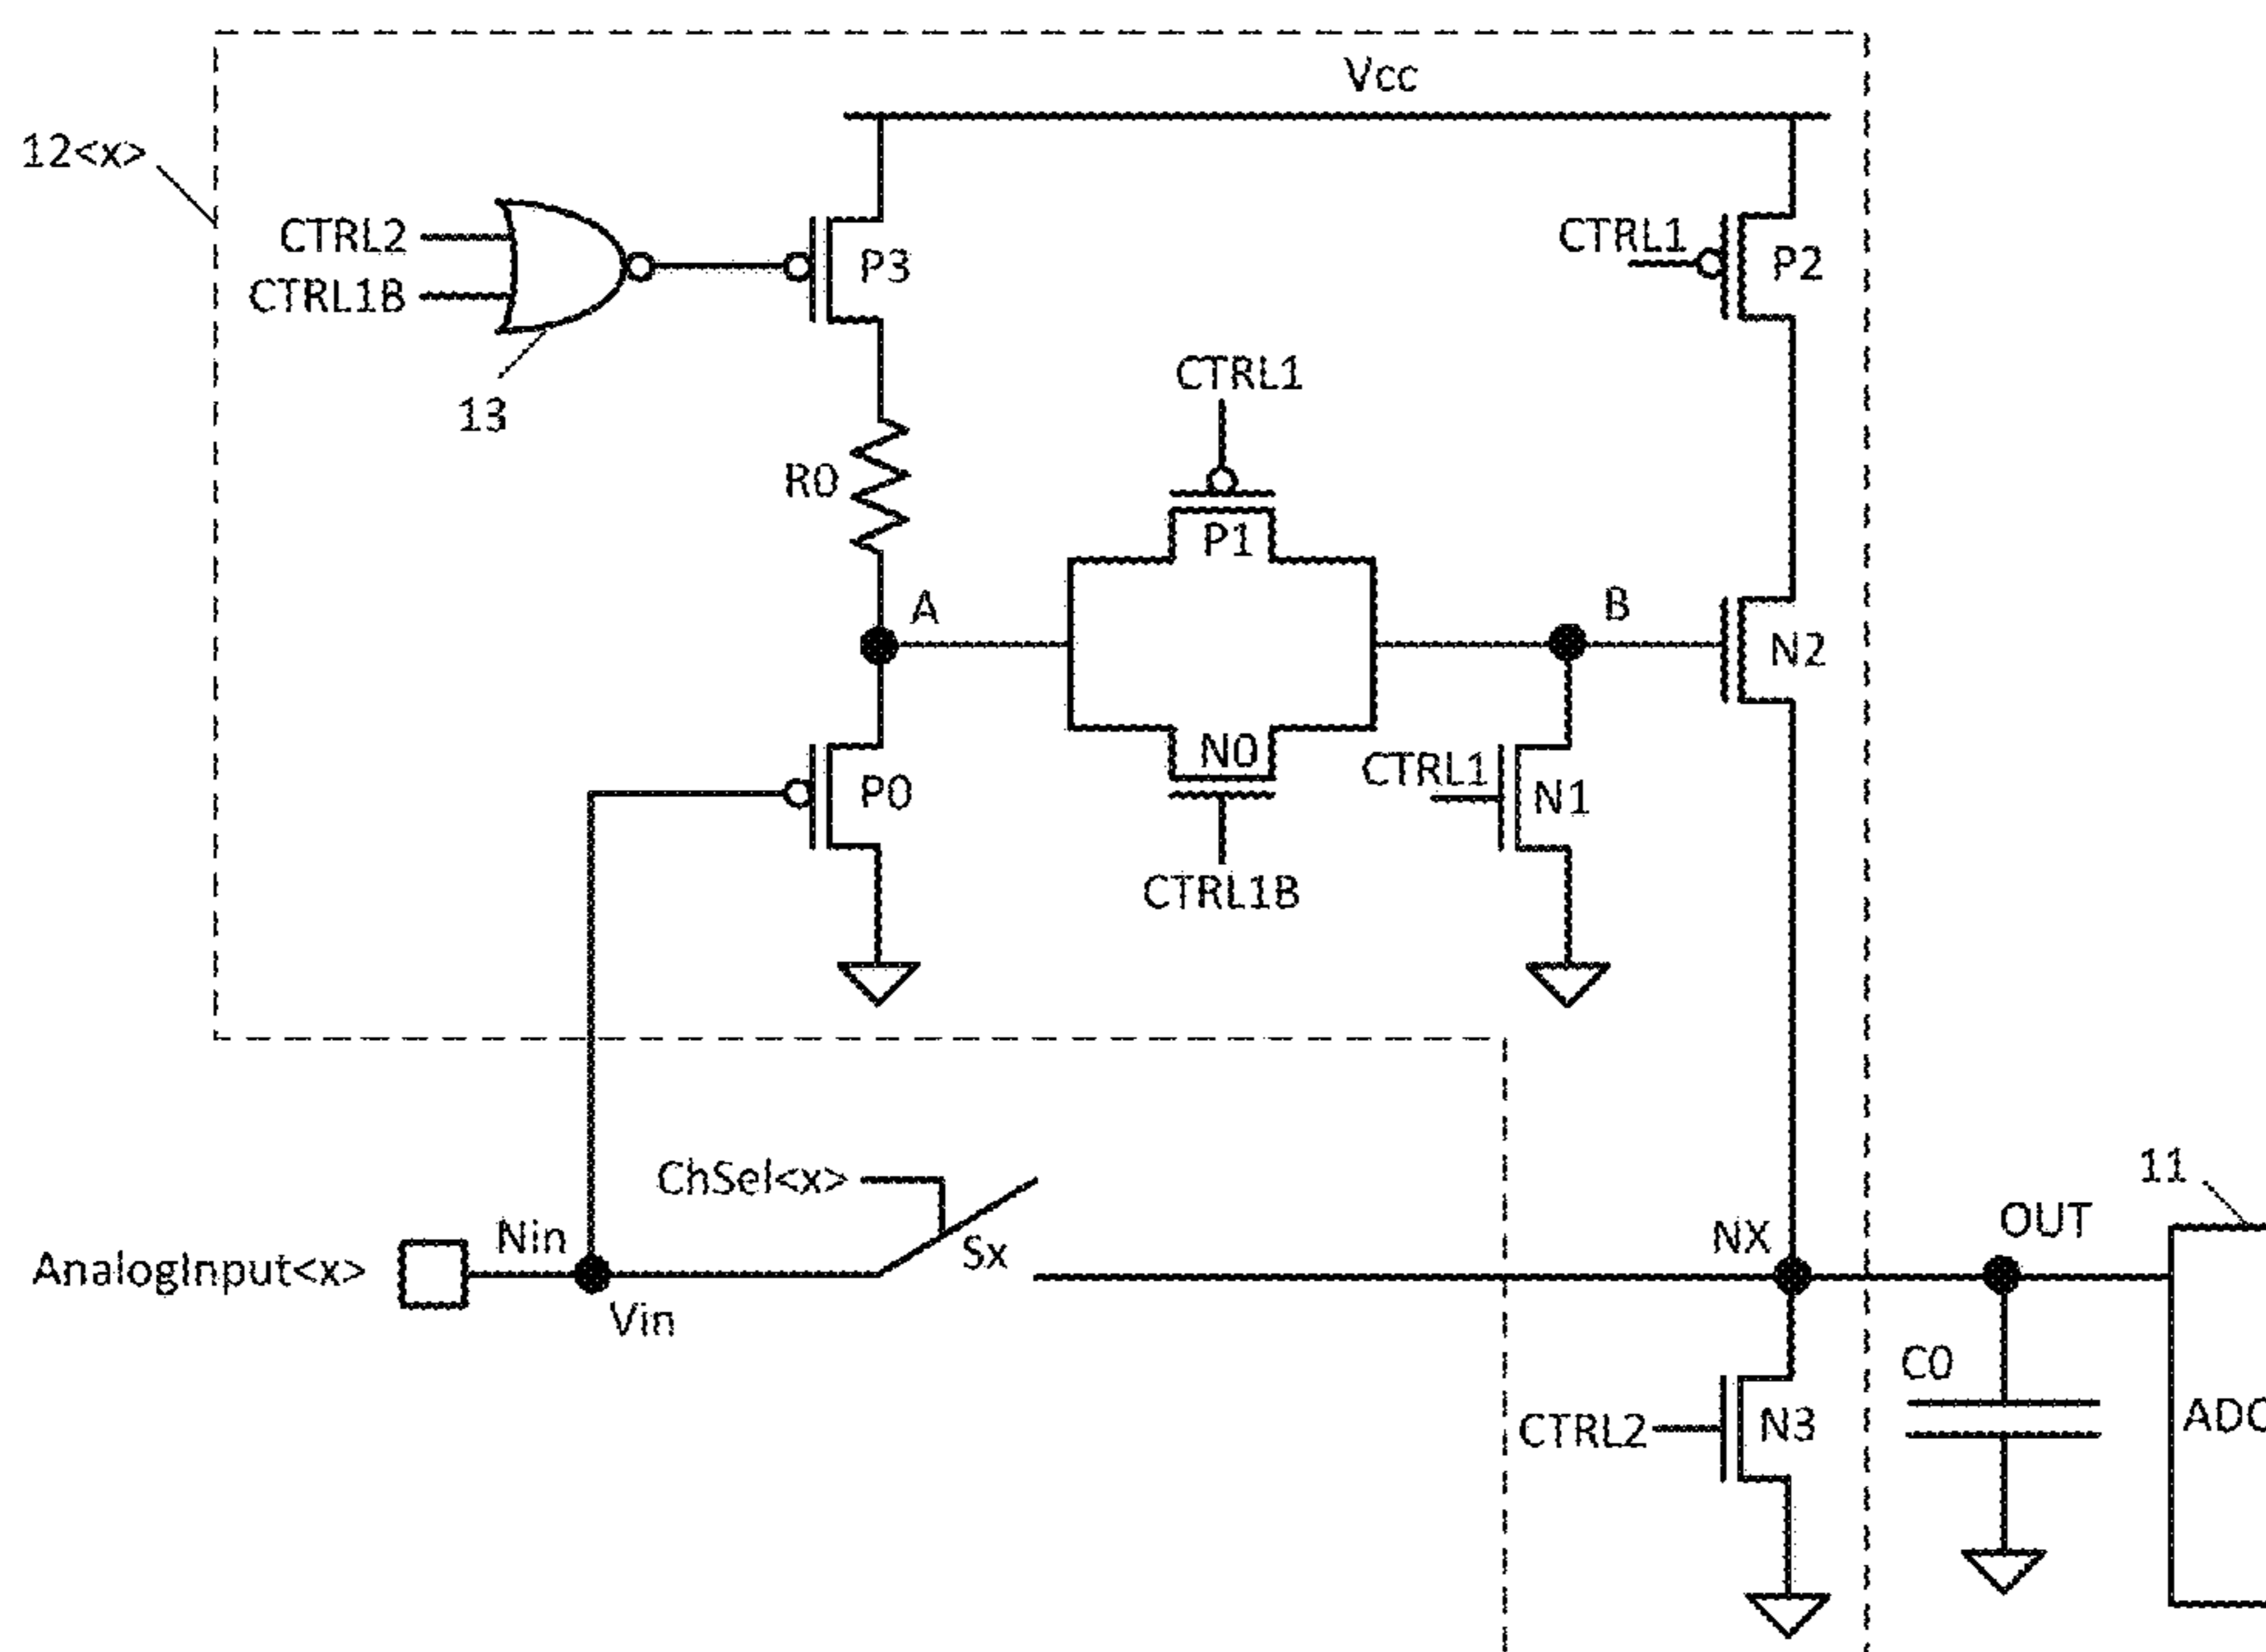 Vcc
12<x>
CTRL2
CTRL1B
13
P3
CTRL1
P2
CTRL1
R0
P1
A
B
N2
N0
CTRL1
N1
P0
CTRL1B
ChSel<x>
Sx
11
OUT
NX
Nin
AnalogInput<x>
Vin
C0
CTRL2
N3